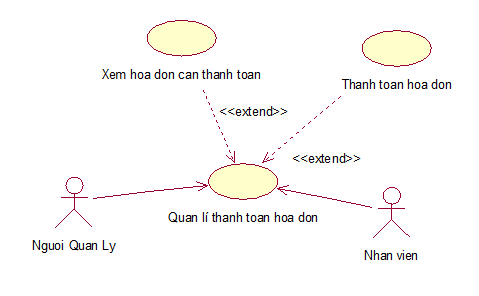 Xem hoa don can thanh toan
Thanh toan hoa don
<<extend>>
<<extend>>
Quan lí thanh toan hoa don
Nguoi Quan Ly
Nhan vien